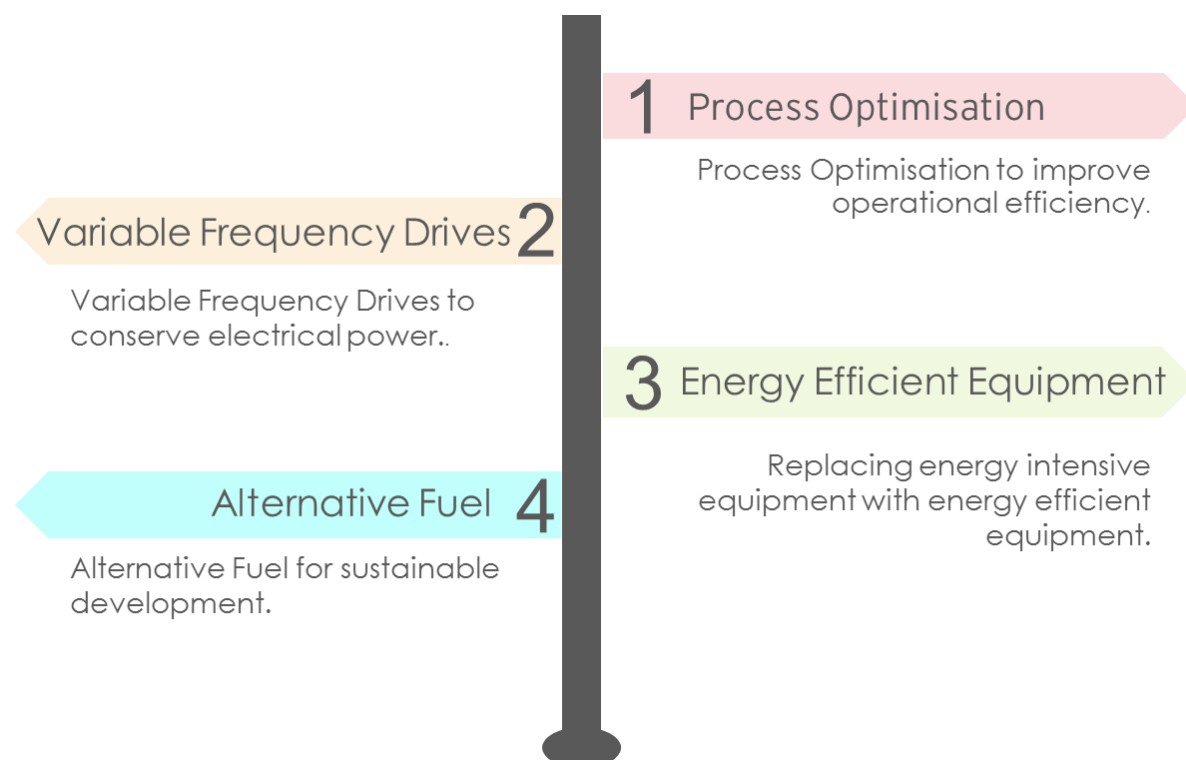 1 Process Optimisation
Process Optimisation to improve
operational efficiency.
Variable Frequency Drives 2
Variable Frequency Drives to
conserve electrical power..
3 Energy Efficient Equipment
Replacing energy intensive
equipment with energy efficient
equipment.
Alternative Fuel 4
Alternative Fuel for sustainable
development.